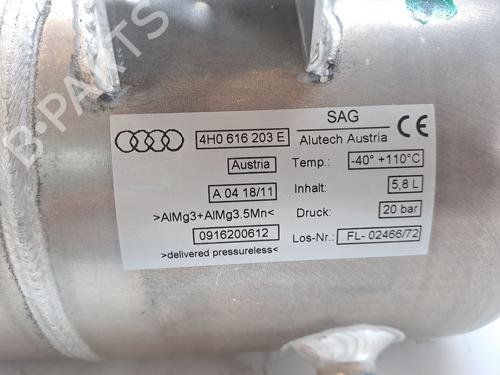 B-PARTS
SAG
4H0 616 203 E
Alutech Austria
CE
Austria
Temp.: -40° +110°C
A 04 18/11
Inhalt: 5,8 L
>AlMg3+AlMg3.5Mn<
Druck: 20 bar
0916200612
Los-Nr.: FL- 02466/72
>delivered pressureless<